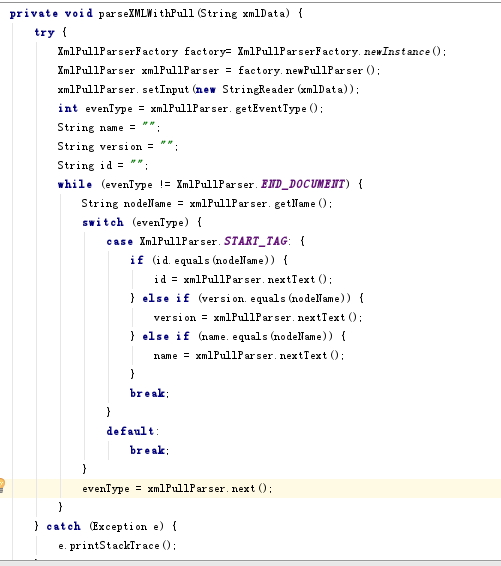 private void parseXMLWithPull(String xmlData) {
try {
XmlPullParserFactory factory= XmlPullParserFactory.newInstance();
XmlPullParser xmlPullParser = factory.newPullParser();
xmlPullParser.setInput(new StringReader(xmlData));
int evenType = xmlPullParser.getEventType();
String name = "";
String version = "";
String id = "";
while (evenType != XmlPullParser.END_DOCUMENT) {
String nodeName = xmlPullParser.getName();
switch (evenType) {
case XmlPullParser.START_TAG: {
if (id.equals(nodeName)) {
id = xmlPullParser.nextText();
} else if (version.equals(nodeName)) {
version = xmlPullParser.nextText();
} else if (name.equals(nodeName)) {
name = xmlPullParser.nextText();
}
break;
}
default:
break;
}
evenType = xmlPullParser.next();
}
} catch (Exception e) {
e.printStackTrace();